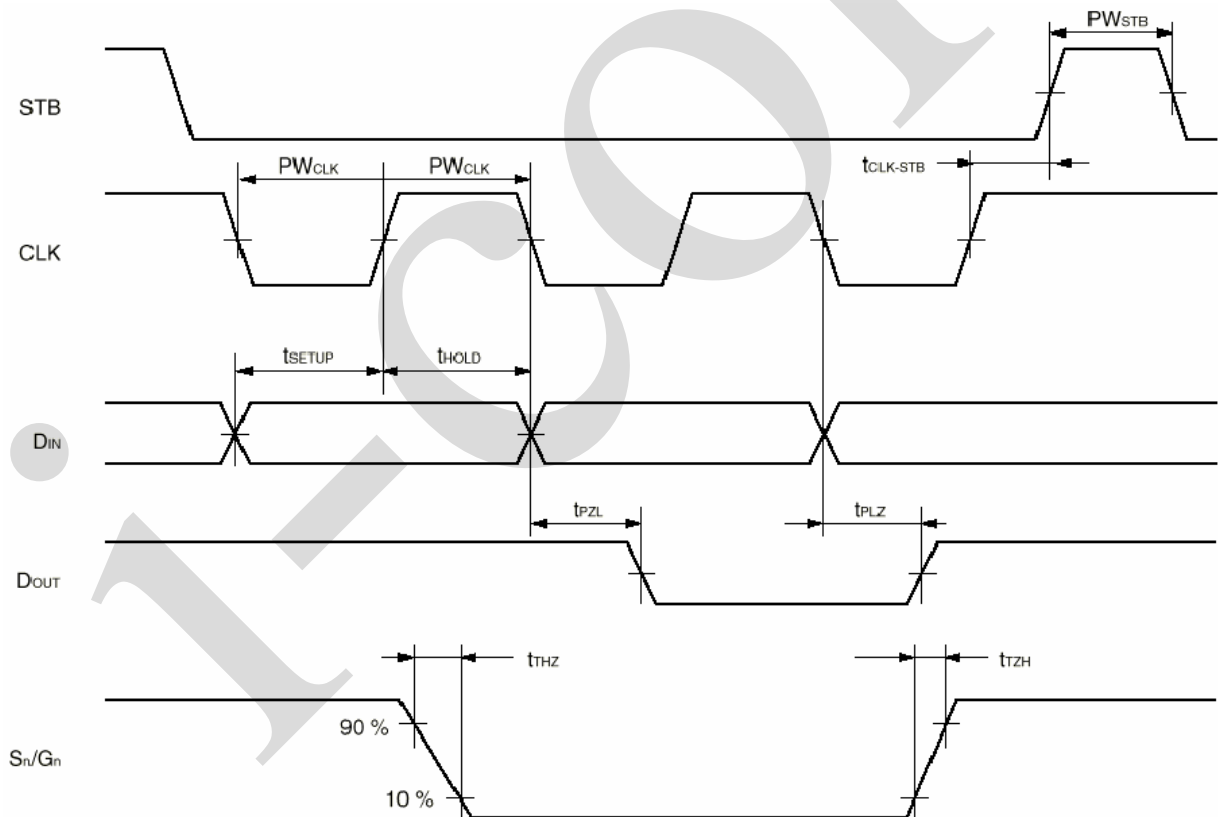 PWSTB
STB
tCLK-STB
PWCLK PWCLK
CLK
tSETUP tHOLD
DIN
tPZL tPLZ
DOUT
tTHZ tTZH
90 %
Sn/Gn
10 %